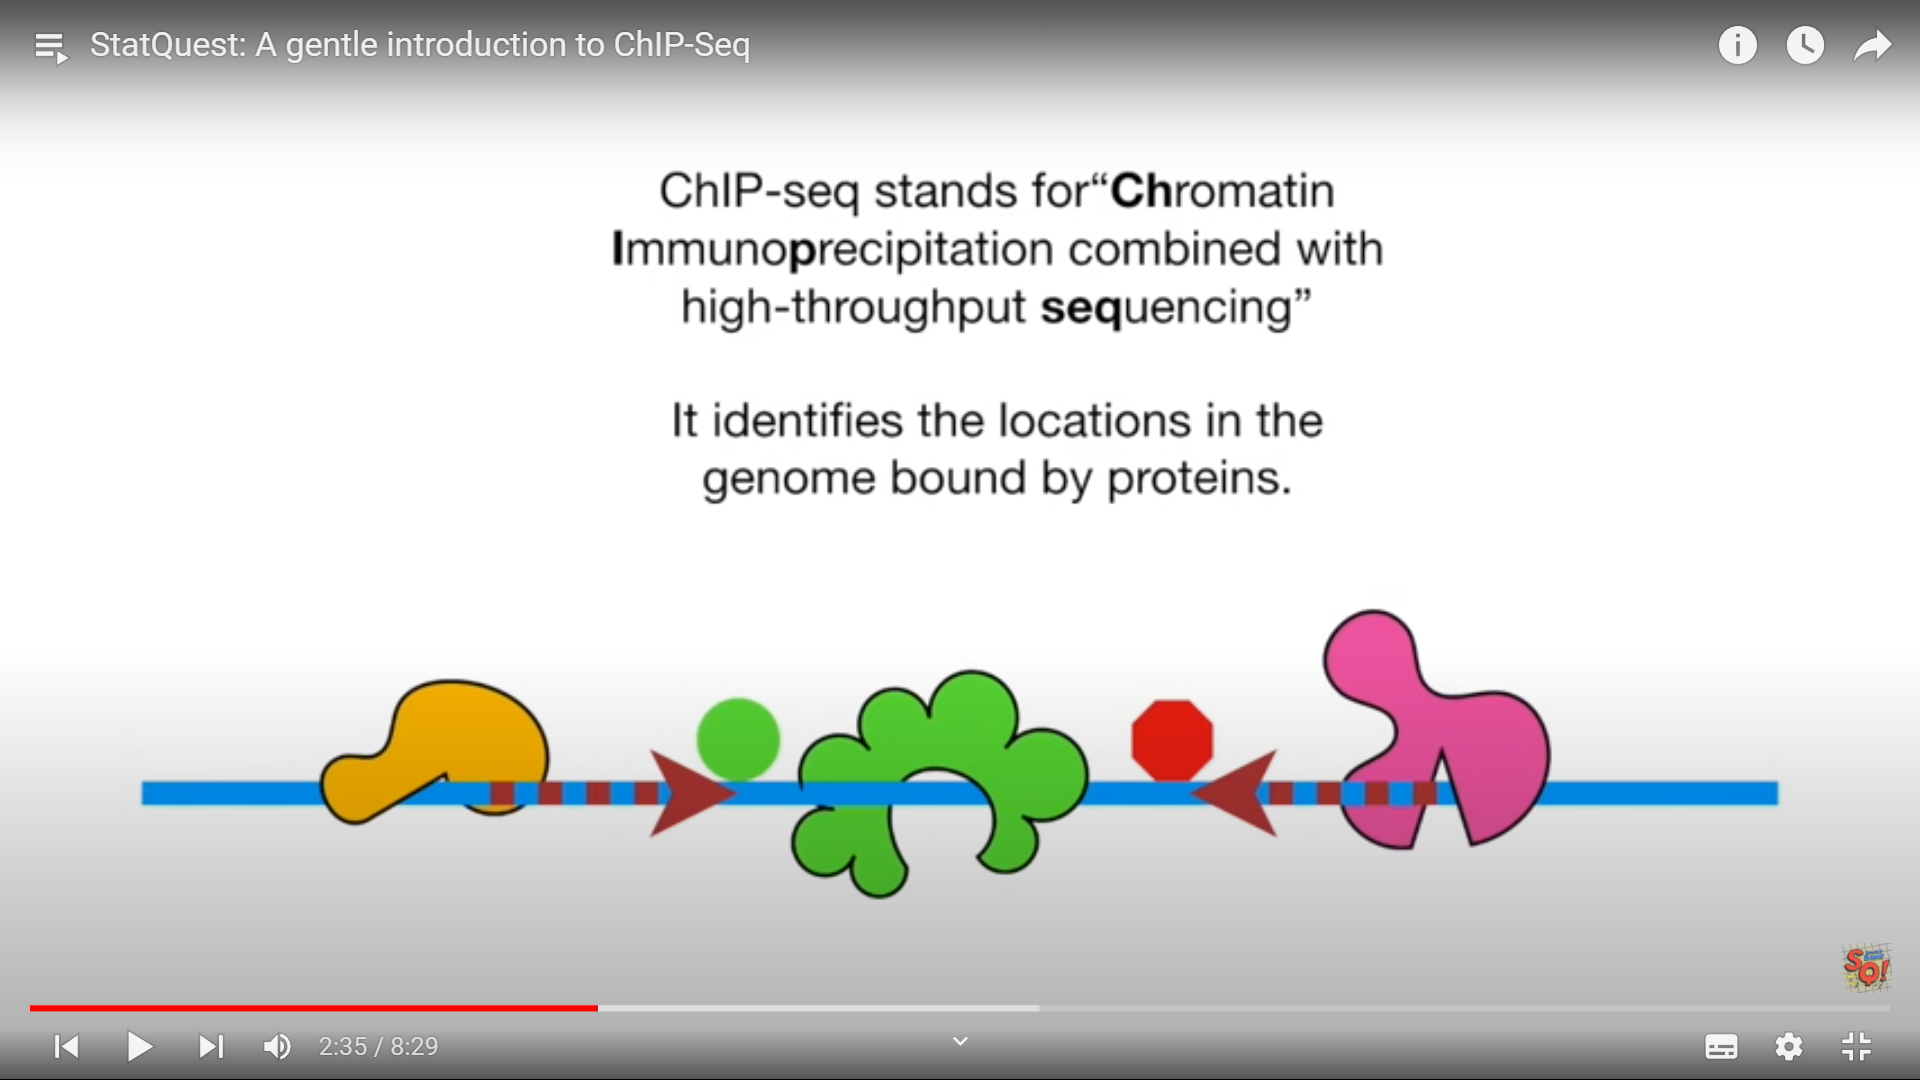 StatQuest: A gentle introduction to ChIP-Seq
ChIP-seq stands for“Chromatin
Immunoprecipitation combined with
high-throughput sequencing”
It identifies the locations in the
genome bound by proteins.
SQ!
2:35 / 8:29